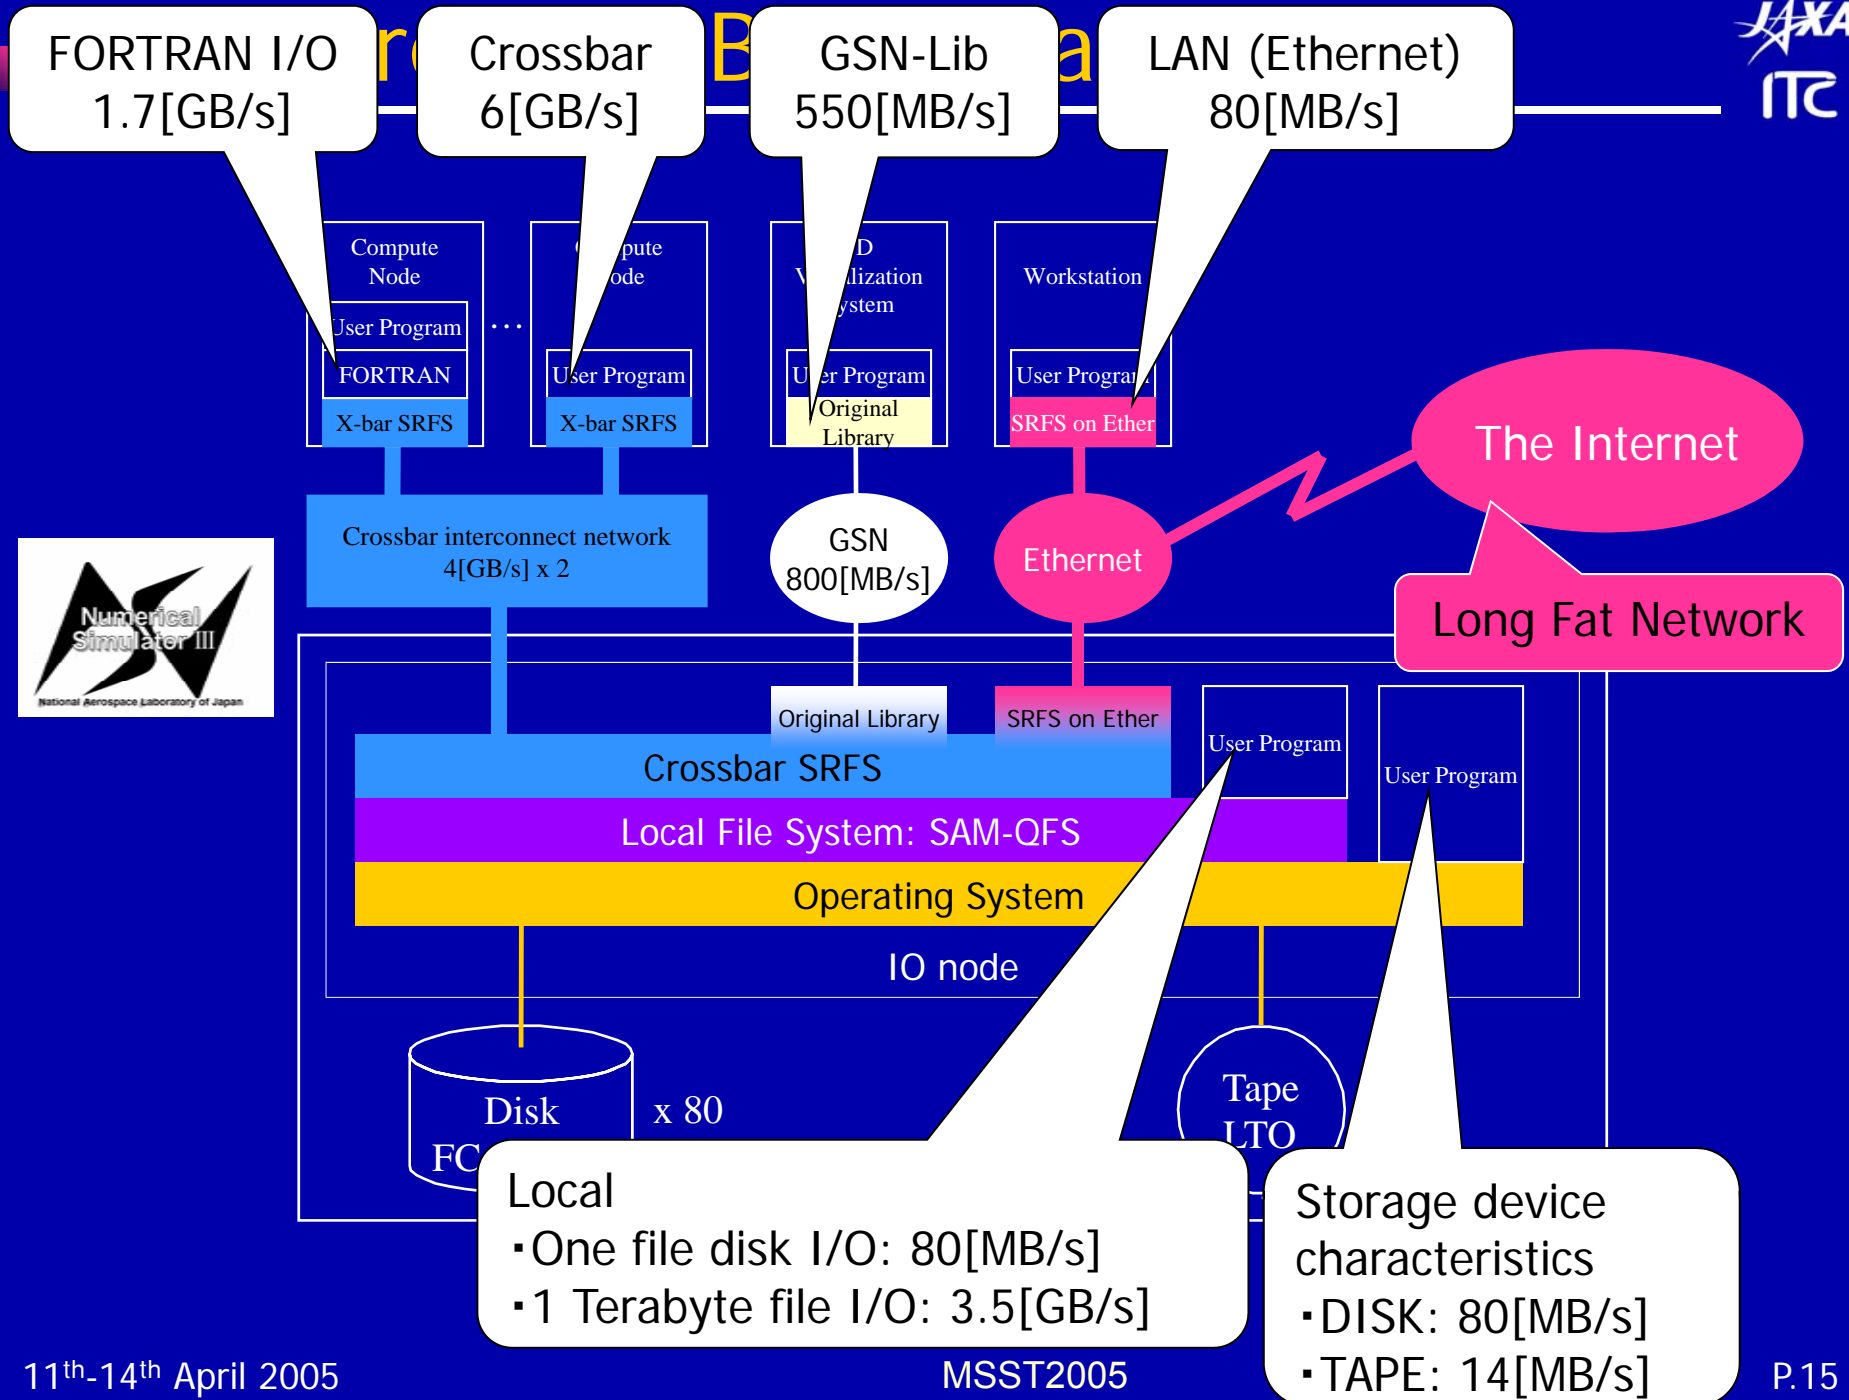 FORTRAN I/O
1.7[GB/s]
Crossbar
6[GB/s]
GSN-Lib
550[MB/s]
LAN (Ethernet)
80[MB/s]
JAXA
ITC
Compute
Node
User Program
FORTRAN
X-bar SRFS
...
User Program
X-bar SRFS
User Program
Original
Library
Workstation
User Program
SRFS on Ether
The Internet
Long Fat Network
Crossbar interconnect network
4[GB/s] x 2
GSN
800[MB/s]
Ethernet
Numerical
Simulator III
National Aerospace Laboratory of Japan
Original Library
SRFS on Ether
User Program
User Program
Crossbar SRFS
Local File System: SAM-QFS
Operating System
IO node
Disk
FC
x 80
Tape
LTO
Local
・One file disk I/O: 80[MB/s]
・1 Terabyte file I/O: 3.5[GB/s]
Storage device
characteristics
・DISK: 80[MB/s]
・TAPE: 14[MB/s]
11th-14th April 2005
MSST2005
P.15